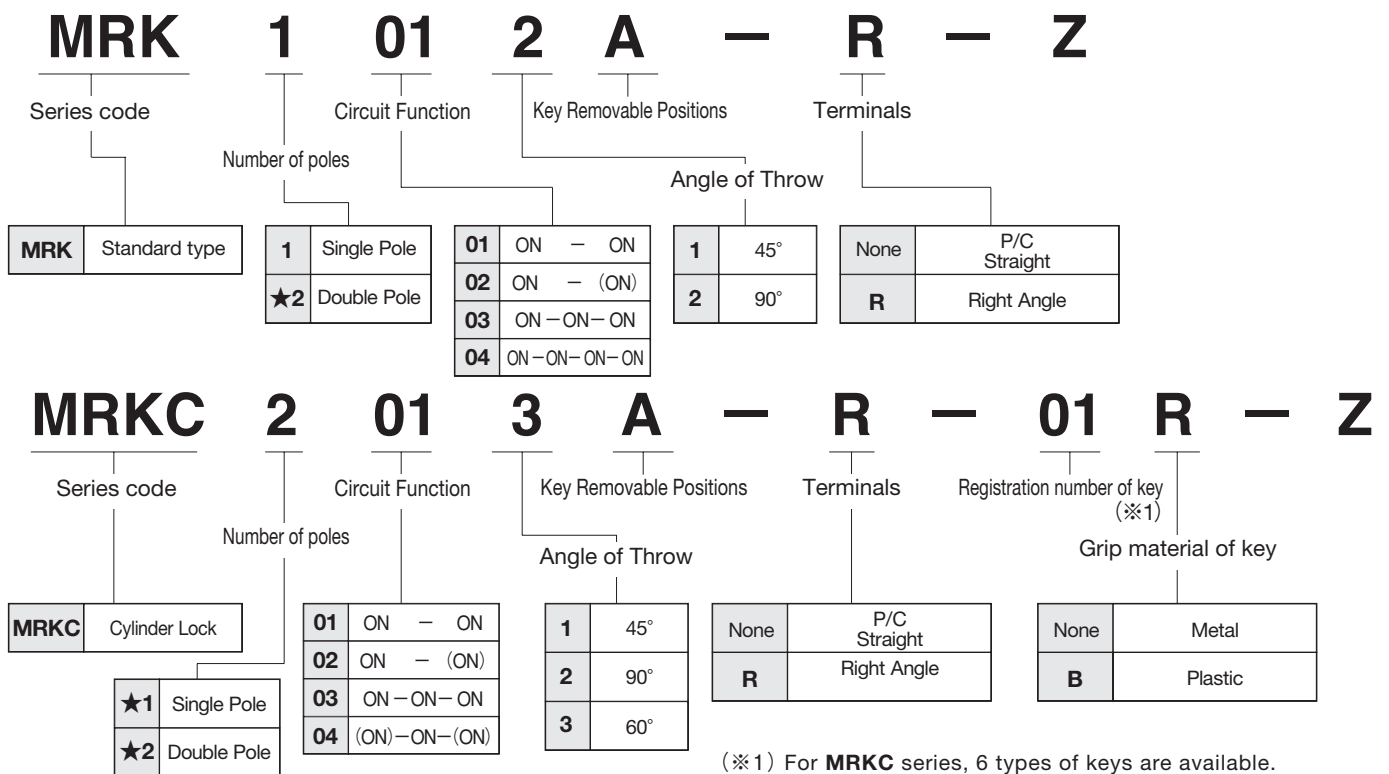 MRK 1 01 2 A － R － Z
Series code
Number of poles
Circuit Function
Key Removable Positions
Angle of Throw
Terminals
MRK Standard type
1 Single Pole
★2 Double Pole
01 ON － ON
02 ON － (ON)
03 ON－ON－ON
04 ON－ON－ON－ON
1 45°
2 90°
None P/C
Straight
R Right Angle
MRKC 2 01 3 A － R － 01 R － Z
Series code
Number of poles
Circuit Function
Key Removable Positions
Angle of Throw
Terminals
Registration number of key
(※1)
Grip material of key
MRKC Cylinder Lock
★1 Single Pole
★2 Double Pole
01 ON － ON
02 ON － (ON)
03 ON－ON－ON
04 (ON)－ON－(ON)
1 45°
2 90°
3 60°
None P/C
Straight
R Right Angle
None Metal
B Plastic
(※1) For MRKC series, 6 types of keys are available.